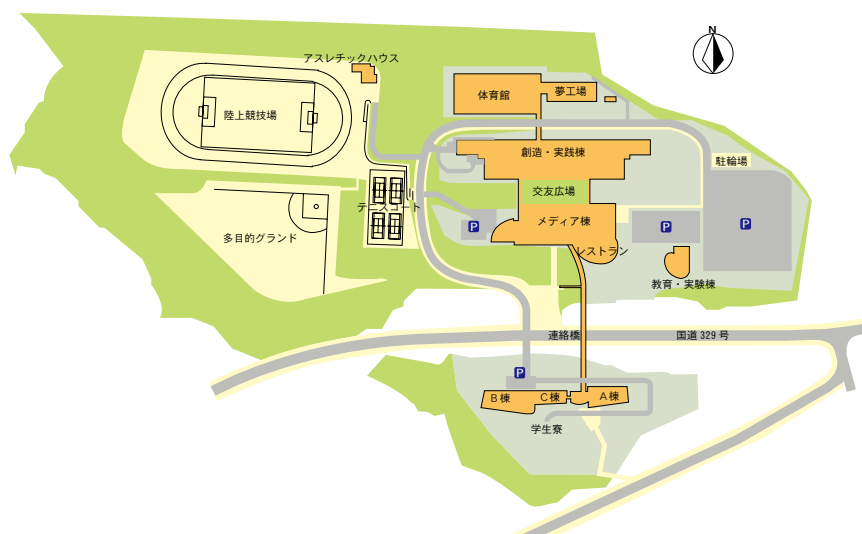 N
アスレチックハウス
体育館
夢工場
陸上競技場
創造・実践棟
駐輪場
交友広場
テニスコート
メディア棟
P
P
P
多目的グランド
レストラン
教育・実験棟
連絡橋
国道 329 号
P
B棟
C棟
A棟
学生寮